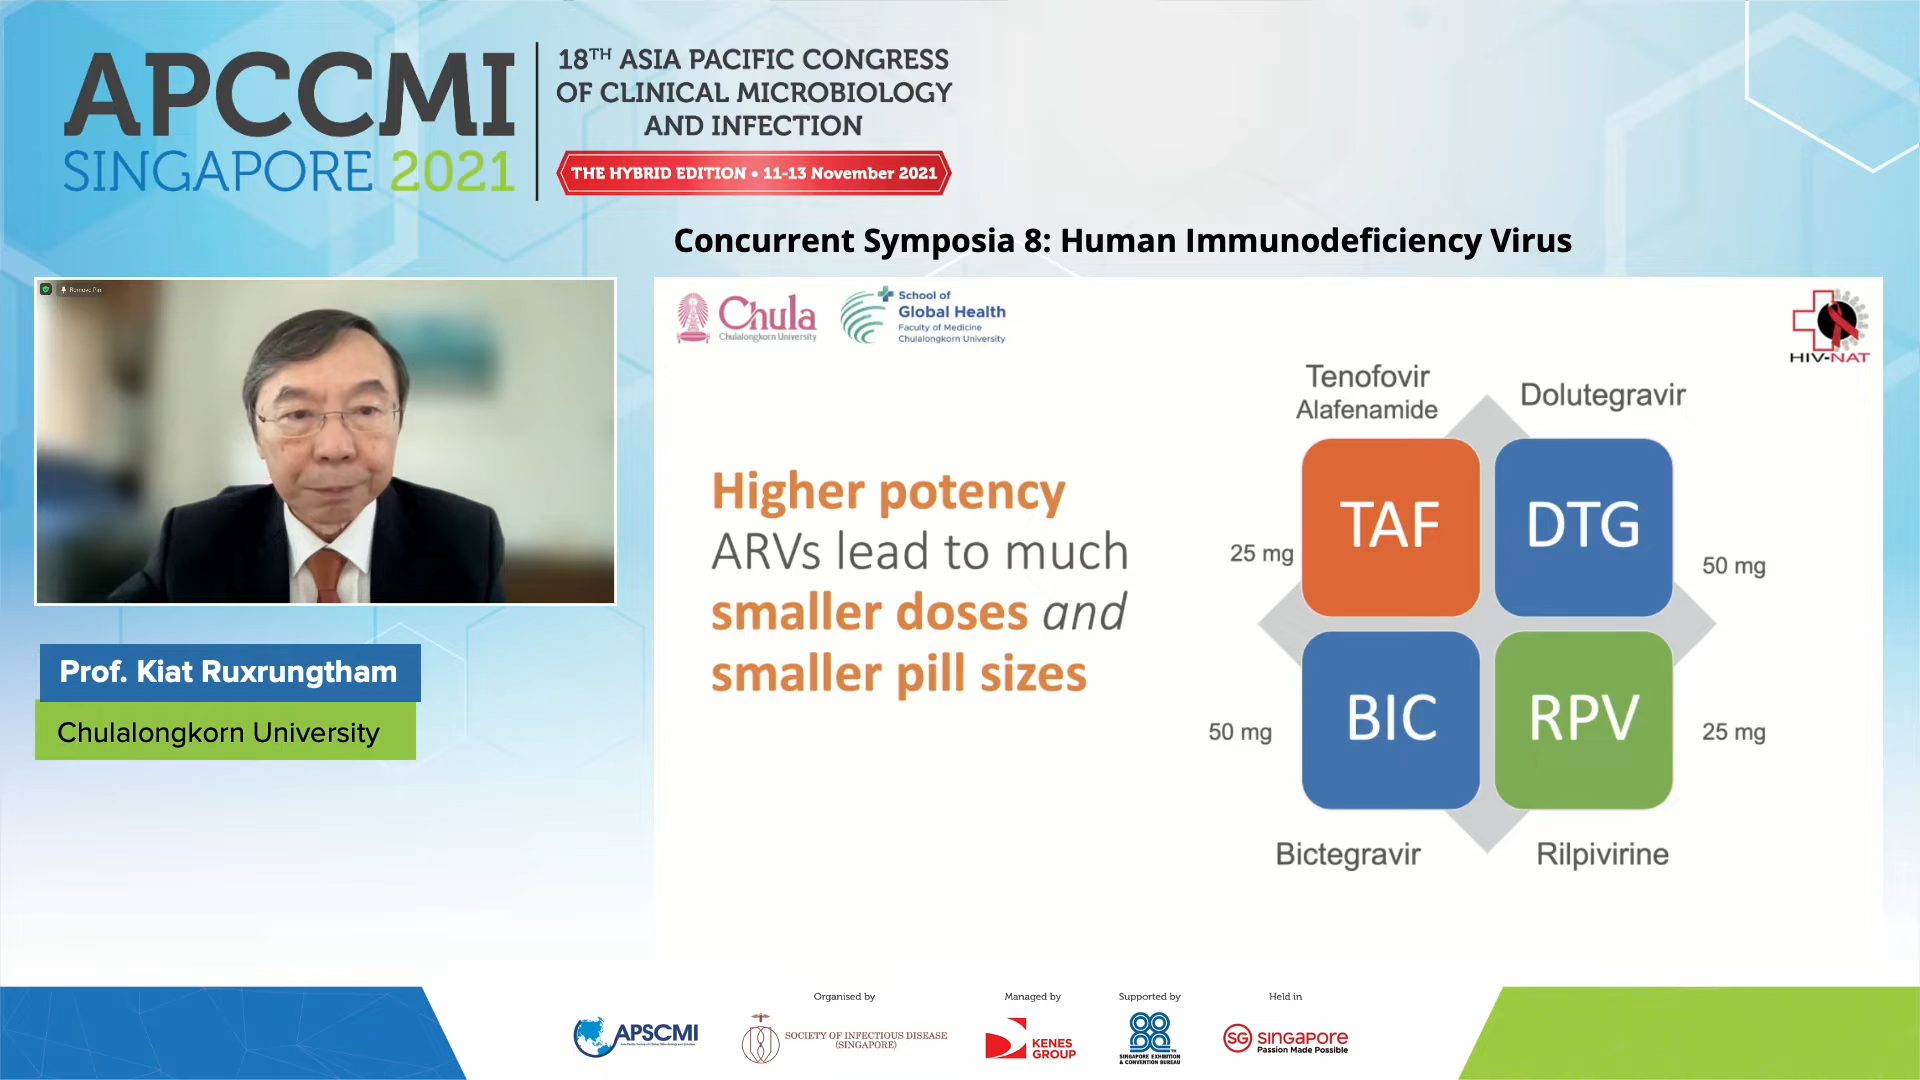 APCCMI
SINGAPORE 2021
18TH ASIA PACIFIC CONGRESS
OF CLINICAL MICROBIOLOGY
AND INFECTION
THE HYBRID EDITION • 11-13 November 2021
Concurrent Symposia 8: Human Immunodeficiency Virus
Remove Pin
Prof. Kiat Ruxrungtham
Chulalongkorn University
Chula
Chulalongkorn University
School of
Global Health
Faculty of Medicine
Chulalongkorn University
HIV-NAT
Higher potency
ARVs lead to much
smaller doses and
smaller pill sizes
Tenofovir
Alafenamide
Dolutegravir
TAF
DTG
25 mg
50 mg
BIC
RPV
50 mg
25 mg
Bictegravir
Rilpivirine
APSCMI
Organised by
SOCIETY OF INFECTIOUS DISEASE
(SINGAPORE)
Managed by
KENES
GROUP
Supported by
SINGAPORE EXHIBITION
& CONVENTION BUREAU
Held in
SG SINGAPORE
Passion Made Possible